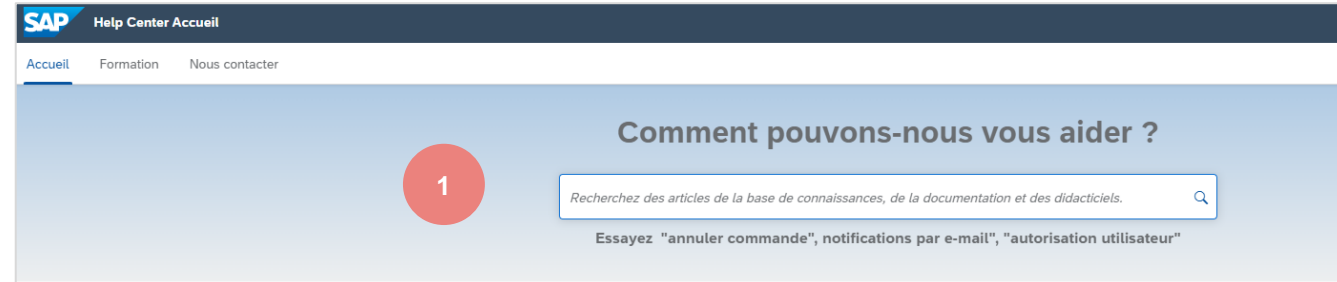 SAP Help Center Accueil
Accueil Formation Nous contacter
Comment pouvons-nous vous aider ?
1
Recherchez des articles de la base de connaissances, de la documentation et des didacticiels.
Essayez "annuler commande", notifications par e-mail", "autorisation utilisateur"